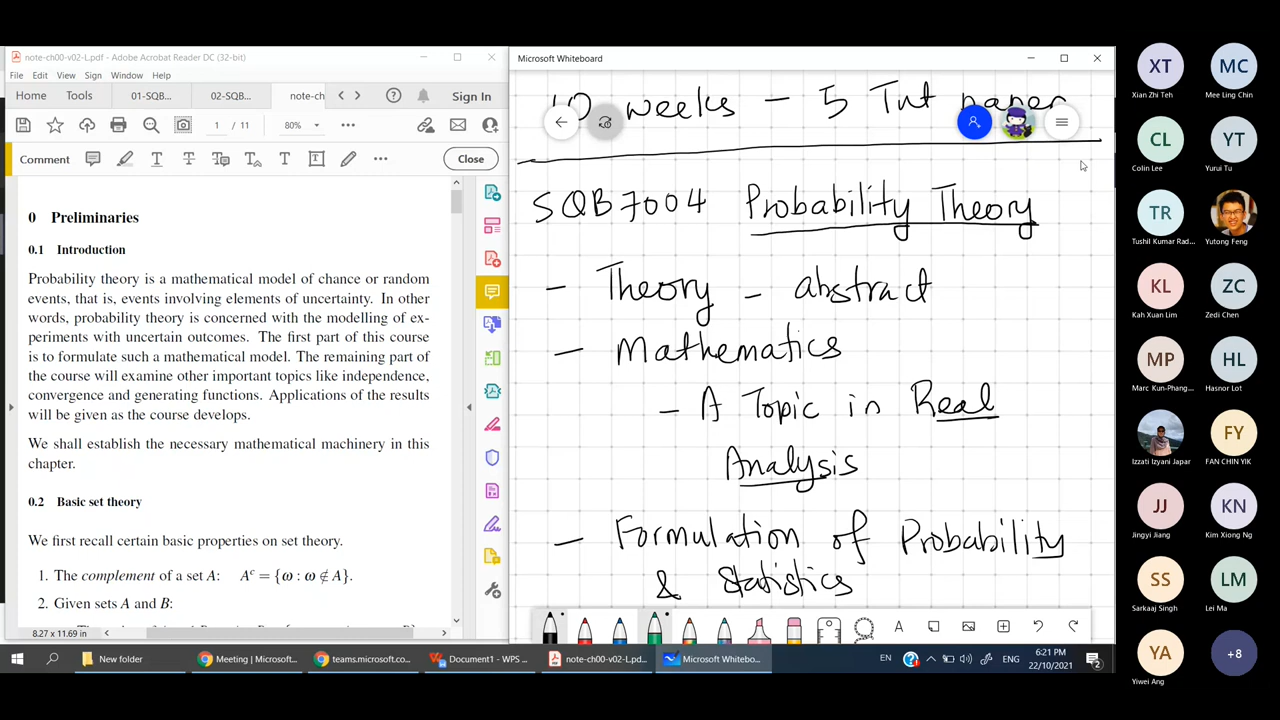 note-ch00-v02-L.pdf - Adobe Acrobat Reader DC (32-bit)
File Edit View Sign Window Help
Home Tools 01-SQB... 02-SQB... note-ch Sign In
1 / 11 80%
Comment Close
0 Preliminaries
0.1 Introduction
Probability theory is a mathematical model of chance or random
events, that is, events involving elements of uncertainty. In other
words, probability theory is concerned with the modelling of ex-
periments with uncertain outcomes. The first part of this course
is to formulate such a mathematical model. The remaining part of
the course will examine other important topics like independence,
convergence and generating functions. Applications of the results
will be given as the course develops.
We shall establish the necessary mathematical machinery in this
chapter.
0.2 Basic set theory
We first recall certain basic properties on set theory.
1. The complement of a set A: Aᶜ = {ω : ω ∉ A}.
2. Given sets A and B:
8.27 x 11.69 in
Microsoft Whiteboard
10 weeks - 5 Tut paper
SQB7004 Probability Theory
- Theory - abstract
- Mathematics
- A Topic in Real
Analysis
- Formulation of Probability
& Statistics
XT
Xian Zhi Teh
MC
Mee Ling Chin
CL
Colin Lee
YT
Yurui Tu
TR
Tushil Kumar Rad...
Yutong Feng
KL
Kah Xuan Lim
ZC
Zedi Chen
MP
Marc Kun-Phang...
HL
Hasnor Lot
Izzati Izyani Japar
FY
FAN CHIN YIK
JJ
Jingyi Jiang
KN
Kim Xiong Ng
SS
Sarkaaj Singh
LM
Lei Ma
YA
Yiwei Ang
+8
New folder
Meeting | Microsoft...
teams.microsoft.co...
Document1 - WPS ...
note-ch00-v02-L.pd...
Microsoft Whitebo...
EN
ENG
6:21 PM
22/10/2021
2